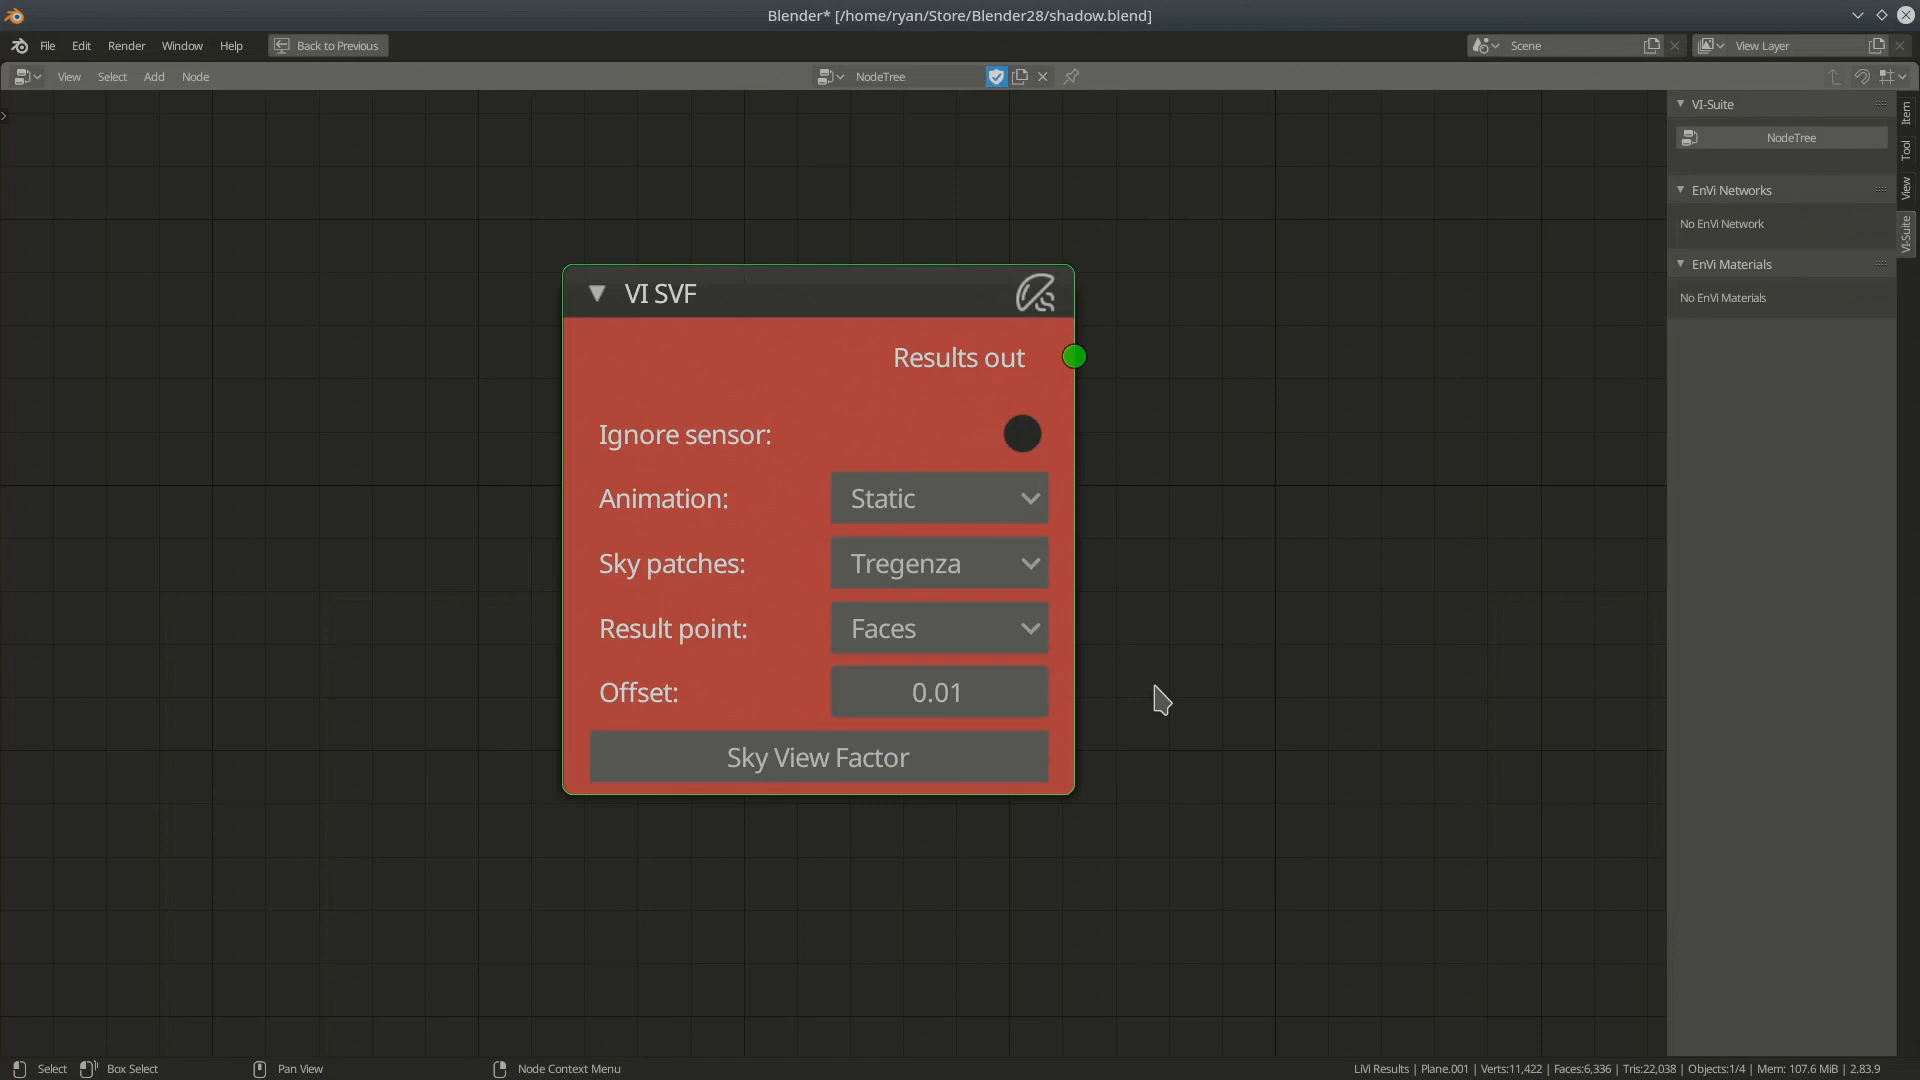 Blender* [/home/ryan/Store/Blender28/shadow.blend]
File Edit Render Window Help Back to Previous Scene View Layer
View Select Add Node NodeTree
VI-Suite
NodeTree
EnVi Networks
No EnVi Network
EnVi Materials
No EnVi Materials
Item
Tool
View
VI-Suite
VI SVF
Results out
Ignore sensor:
Animation: Static
Sky patches: Tregenza
Result point: Faces
Offset: 0.01
Sky View Factor
Select Box Select Pan View Node Context Menu LiVi Results | Plane.001 | Verts:11,422 | Faces:6,336 | Tris:22,038 | Objects:1/4 | Mem: 107.6 MiB | 2.83.9